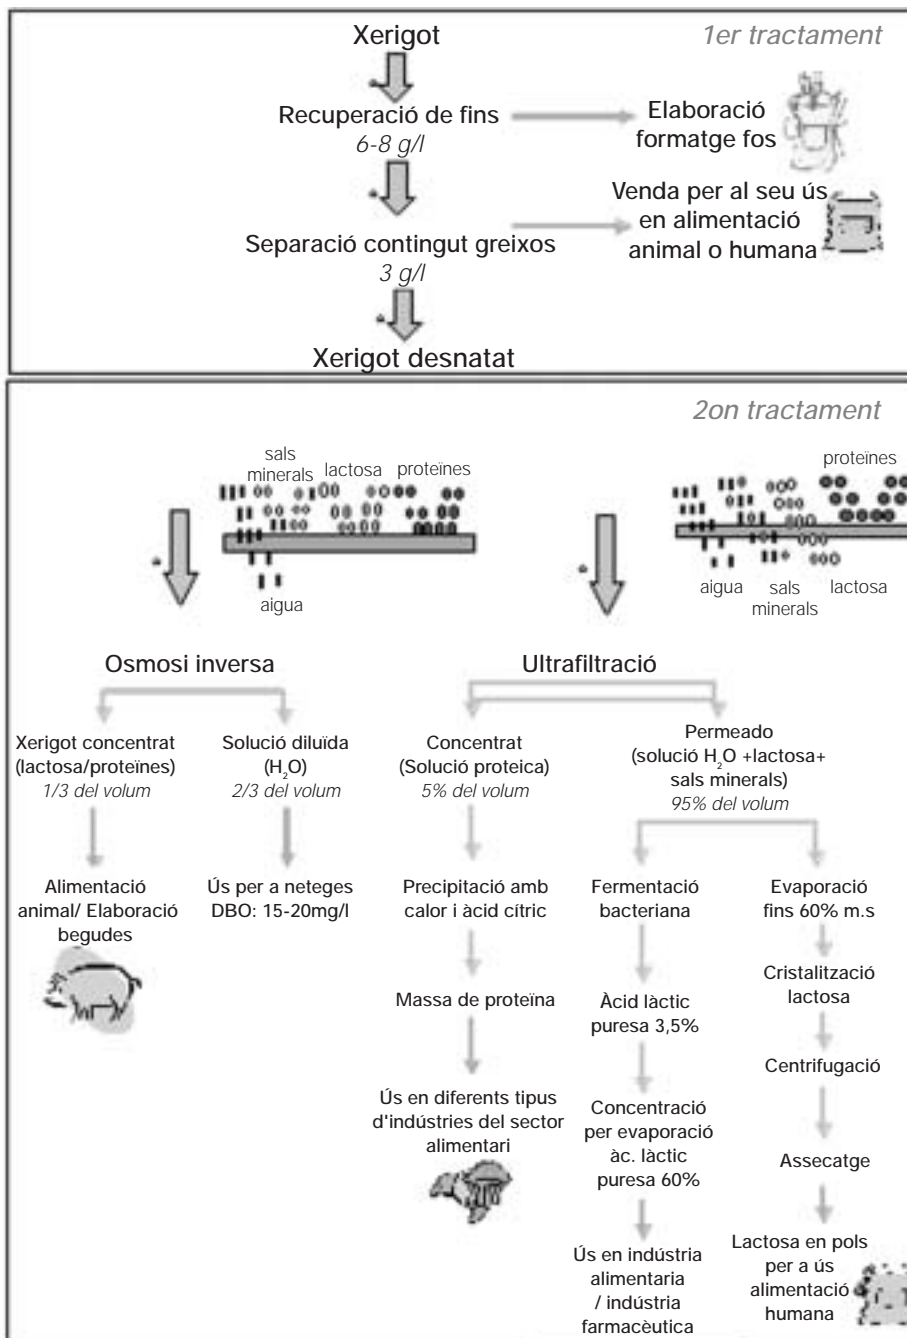 1er tractament
Xerigot
Recuperació de fins
6-8 g/l
Elaboració
formatge fos
Separació contingut greixos
3 g/l
Venda per al seu ús
en alimentació
animal o humana
Xerigot desnatat
2on tractament
sals
minerals
lactosa
proteïnes
aigua
proteïnes
aigua
sals
minerals
lactosa
Osmosi inversa
Ultrafiltració
Xerigot concentrat
(lactosa/proteïnes)
1/3 del volum
Solució diluïda
(H₂O)
2/3 del volum
Concentrat
(Solució proteica)
5% del volum
Permeado
(solució H₂O +lactosa+
sals minerals)
95% del volum
Alimentació
animal/ Elaboració
begudes
Ús per a neteges
DBO: 15-20mg/l
Precipitació amb
calor i àcid cítric
Massa de proteïna
Ús en diferents tipus
d'indústries del sector
alimentari
Fermentació
bacteriana
Àcid làctic
puresa 3,5%
Concentració
per evaporació
àc. làctic
puresa 60%
Ús en indústria
alimentaria
/ indústria
farmacèutica
Evaporació
fins 60% m.s
Cristalització
lactosa
Centrifugació
Assecatge
Lactosa en pols
per a ús
alimentació
humana